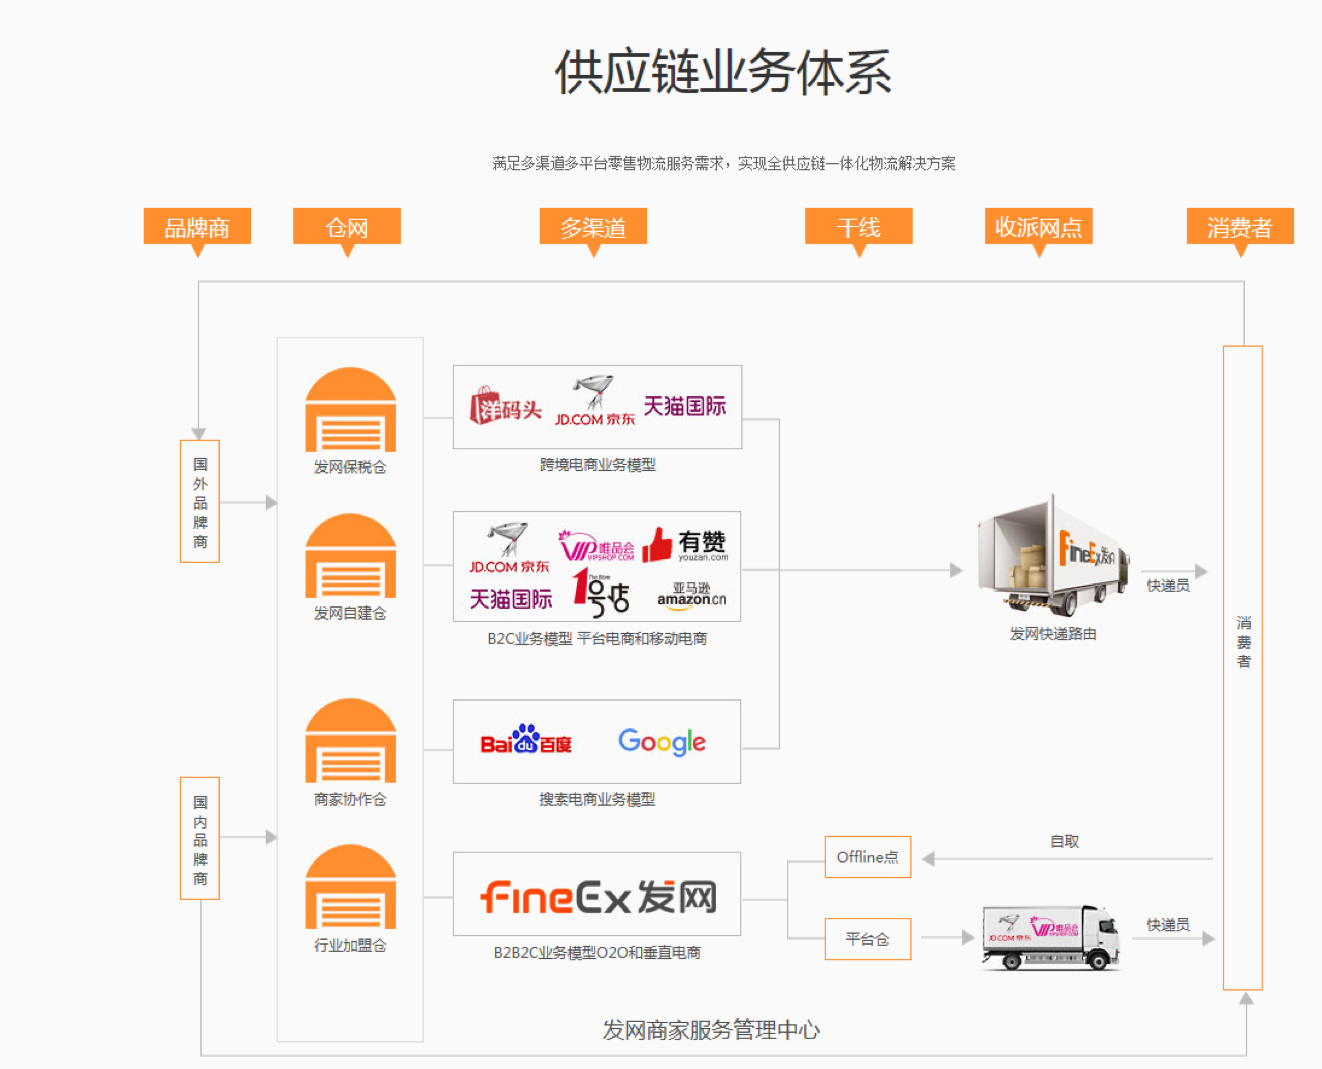 供应链业务体系
满足多渠道多平台零售物流服务需求，实现全供应链一体化物流解决方案
品牌商
仓网
多渠道
干线
收派网点
消费者
发网保税仓
洋码头
JD.COM 京东
天猫国际
跨境电商业务模型
国外品牌商
发网自建仓
JD.COM 京东
VIP唯品会
VIPSHOP.COM
有赞
youzan.com
天猫国际
The Store
1号店
亚马逊
amazon.cn
B2C业务模型 平台电商和移动电商
FineEx发网
发网快递路由
快递员
消费者
商家协作仓
Baidu百度
Google
搜索电商业务模型
国内品牌商
行业加盟仓
FineEx发网
B2B2C业务模型O2O和垂直电商
Offline点
自取
平台仓
JD.COM 京东
VIP唯品会
VIPSHOP.COM
快递员
发网商家服务管理中心